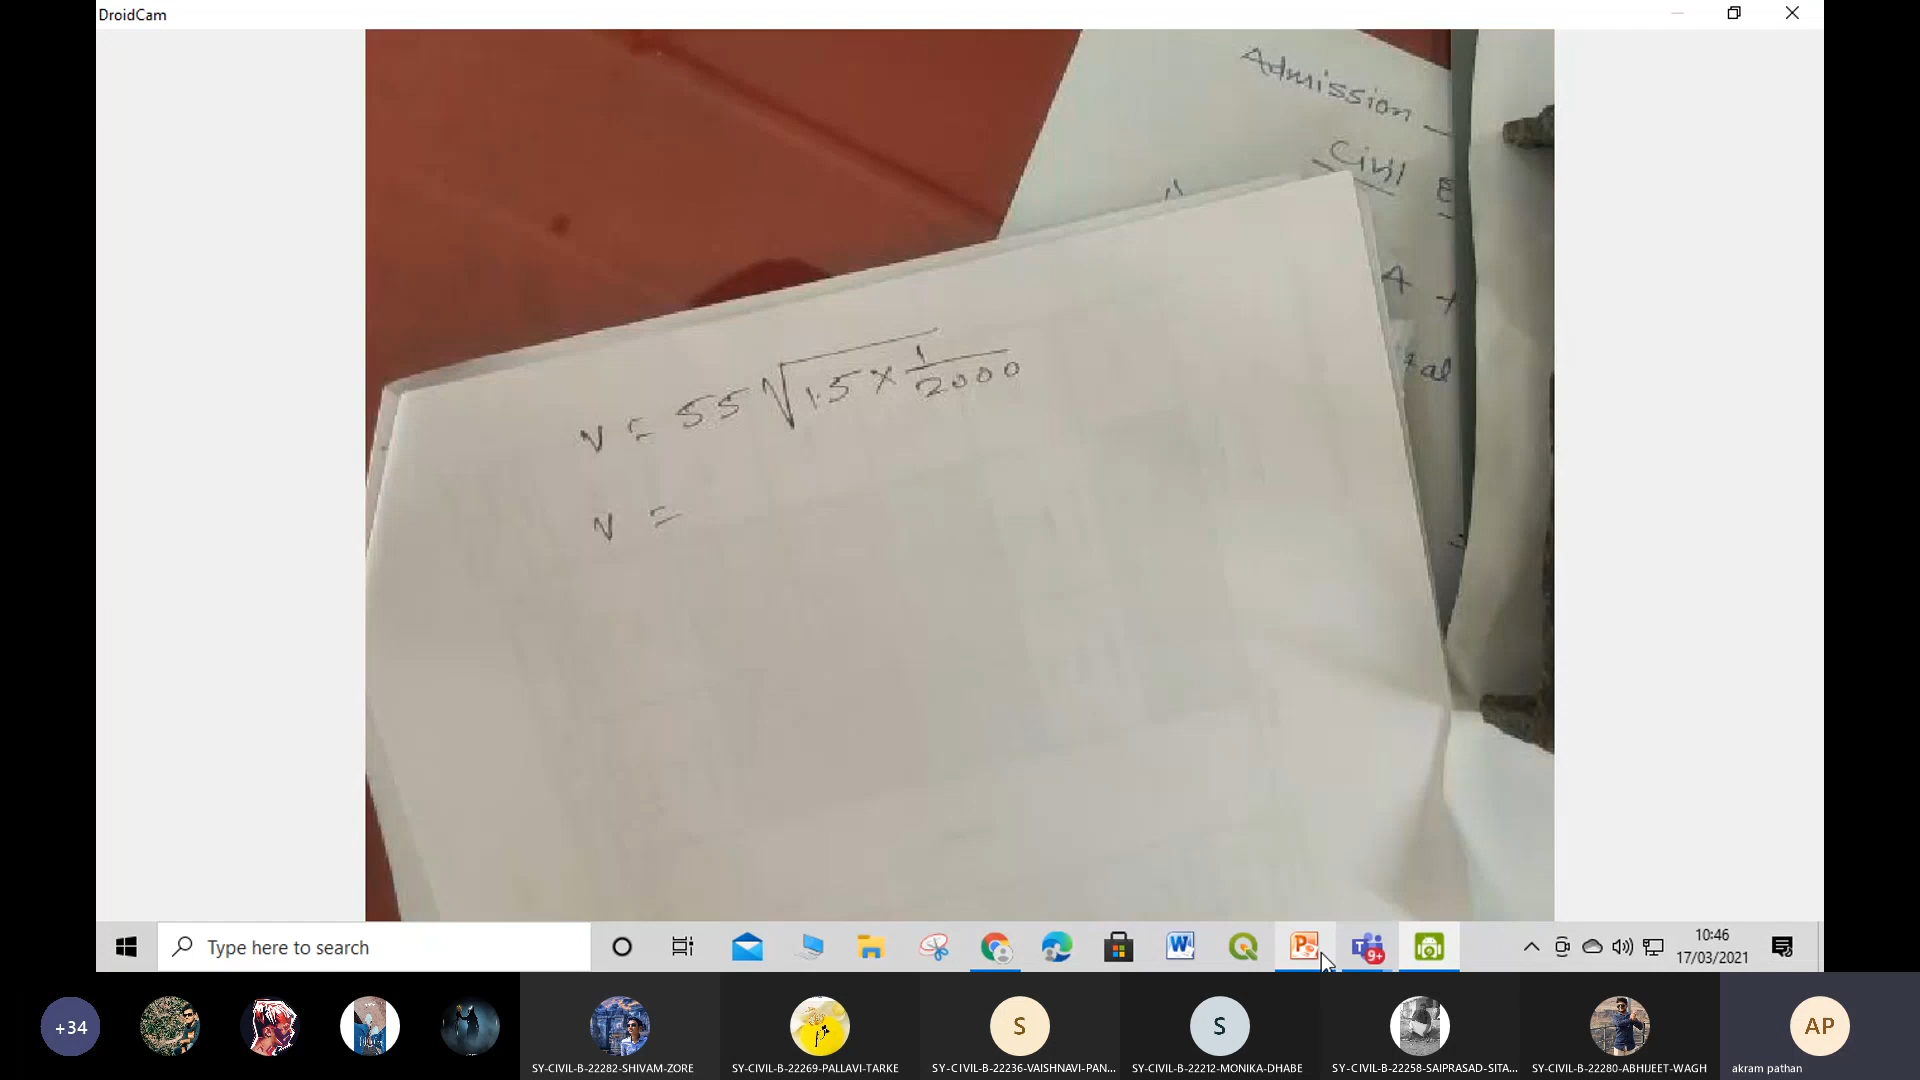 DroidCam
Admission -
Civil E
A +
tal
V = 55 √1.5 × 1/2000
V =
Type here to search
9+
10:46
17/03/2021
+34
S
S
AP
SY-CIVIL-B-22282-SHIVAM-ZORE
SY-CIVIL-B-22269-PALLAVI-TARKE
SY-CIVIL-B-22236-VAISHNAVI-PAN...
SY-CIVIL-B-22212-MONIKA-DHABE
SY-CIVIL-B-22258-SAIPRASAD-SITA...
SY-CIVIL-B-22280-ABHIJEET-WAGH
akram pathan